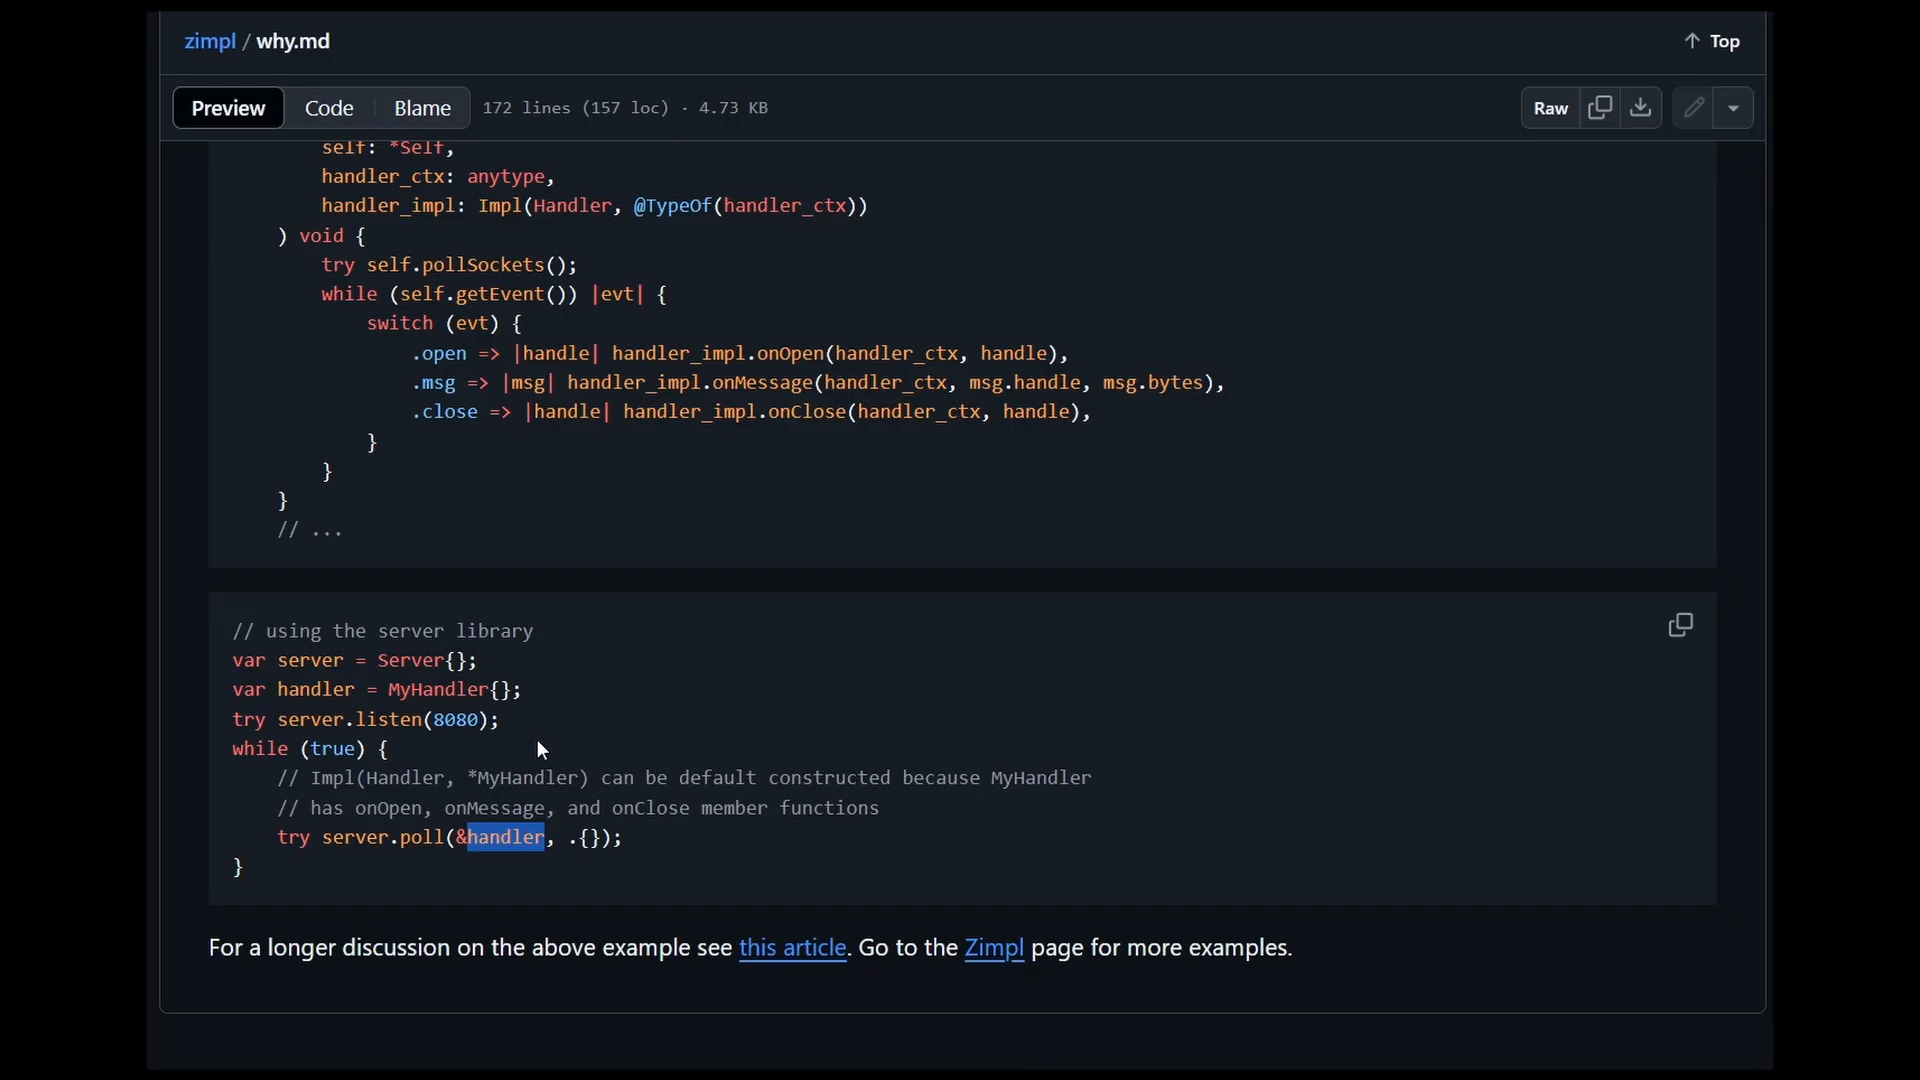 zimpl / why.md
Top
Preview Code Blame 172 lines (157 loc) · 4.73 KB Raw
self: *Self,
handler_ctx: anytype,
handler_impl: Impl(Handler, @TypeOf(handler_ctx))
) void {
try self.pollSockets();
while (self.getEvent()) |evt| {
switch (evt) {
.open => |handle| handler_impl.onOpen(handler_ctx, handle),
.msg => |msg| handler_impl.onMessage(handler_ctx, msg.handle, msg.bytes),
.close => |handle| handler_impl.onClose(handler_ctx, handle),
}
}
}
// ...
// using the server library
var server = Server{};
var handler = MyHandler{};
try server.listen(8080);
while (true) {
// Impl(Handler, *MyHandler) can be default constructed because MyHandler
// has onOpen, onMessage, and onClose member functions
try server.poll(&handler, .{});
}
For a longer discussion on the above example see this article. Go to the Zimpl page for more examples.